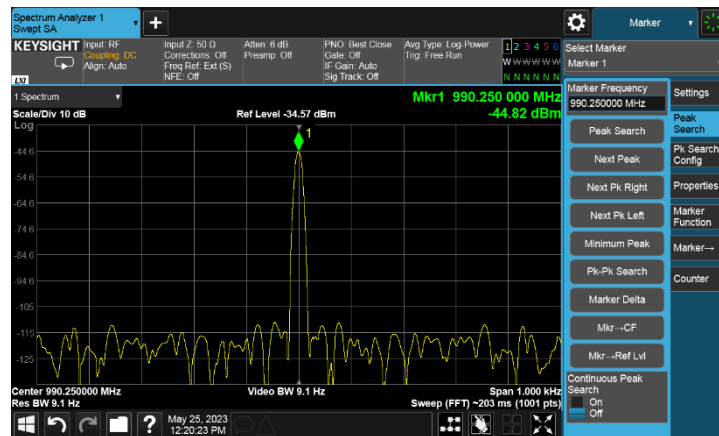 Spectrum Analyzer 1
Swept SA
+
Marker
KEYSIGHT
LXI
Input: RF
Coupling: DC
Align: Auto
Input Z: 50 Ω
Corrections: Off
Freq Ref: Ext (S)
NFE: Off
Atten: 6 dB
Preamp: Off
PNO: Best Close
Gate: Off
IF Gain: Auto
Sig Track: Off
Avg Type: Log-Power
Trig: Free Run
1 2 3 4 5 6
W W W W W W
N N N N N N
Select Marker
Marker 1
1 Spectrum
Scale/Div 10 dB
Ref Level -34.57 dBm
Mkr1 990.250 000 MHz
-44.82 dBm
Log
1
-44.6
-54.6
-64.6
-74.6
-84.6
-94.6
-105
-115
-125
Center 990.250000 MHz
Res BW 9.1 Hz
Video BW 9.1 Hz
Span 1.000 kHz
Sweep (FFT) ~203 ms (1001 pts)
Marker Frequency
990.250000 MHz
Peak Search
Next Peak
Next Pk Right
Next Pk Left
Minimum Peak
Pk-Pk Search
Marker Delta
Mkr→CF
Mkr→Ref Lvl
Continuous Peak
Search
On
Off
Settings
Peak
Search
Pk Search
Config
Properties
Marker
Function
Marker→
Counter
?
May 25, 2023
12:20:23 PM